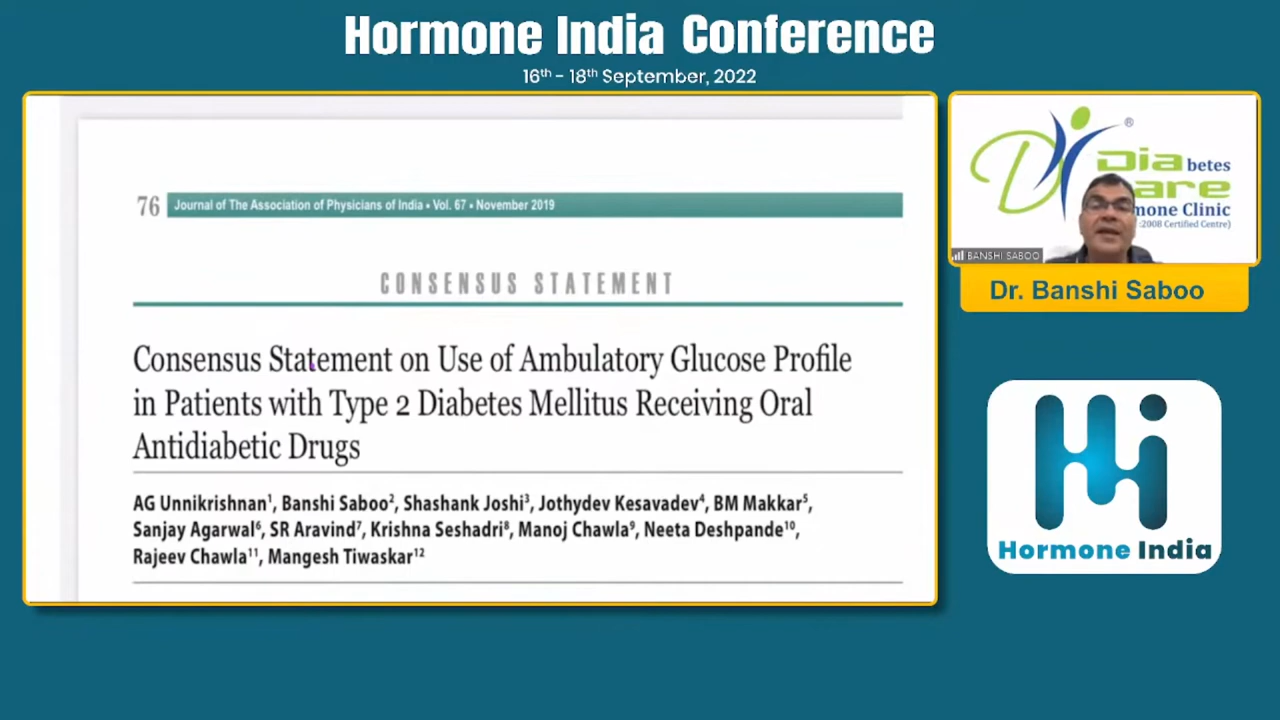 Hormone India Conference
16th - 18th September, 2022
76 Journal of The Association of Physicians of India • Vol. 67 • November 2019
CONSENSUS STATEMENT
Consensus Statement on Use of Ambulatory Glucose Profile
in Patients with Type 2 Diabetes Mellitus Receiving Oral
Antidiabetic Drugs
AG Unnikrishnan1, Banshi Saboo2, Shashank Joshi3, Jothydev Kesavadev4, BM Makkar5,
Sanjay Agarwal6, SR Aravind7, Krishna Seshadri8, Manoj Chawla9, Neeta Deshpande10,
Rajeev Chawla11, Mangesh Tiwaskar12
®
Dia betes
are
mone Clinic
:2008 Certified Centre)
BANSHI SABOO
Dr. Banshi Saboo
Hormone India